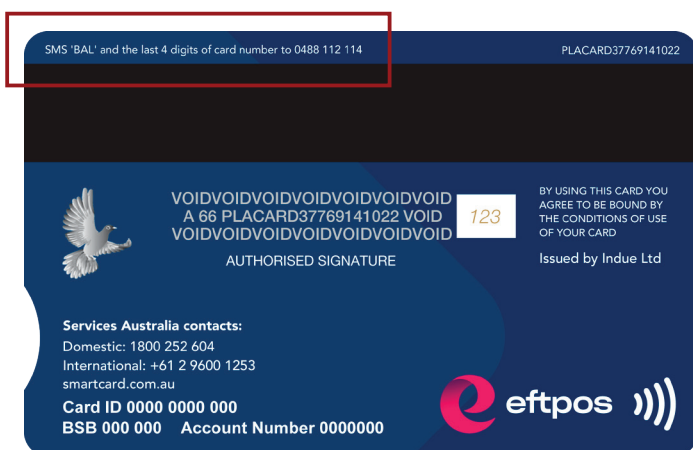 SMS 'BAL' and the last 4 digits of card number to 0488 112 114
PLACARD37769141022
VOIDVOIDVOIDVOIDVOIDVOIDVOID
A 66 PLACARD37769141022 VOID
VOIDVOIDVOIDVOIDVOIDVOIDVOID
123
AUTHORISED SIGNATURE
BY USING THIS CARD YOU
AGREE TO BE BOUND BY
THE CONDITIONS OF USE
OF YOUR CARD
Issued by Indue Ltd
Services Australia contacts:
Domestic: 1800 252 604
International: +61 2 9600 1253
smartcard.com.au
Card ID 0000 0000 000
BSB 000 000 Account Number 0000000
eftpos